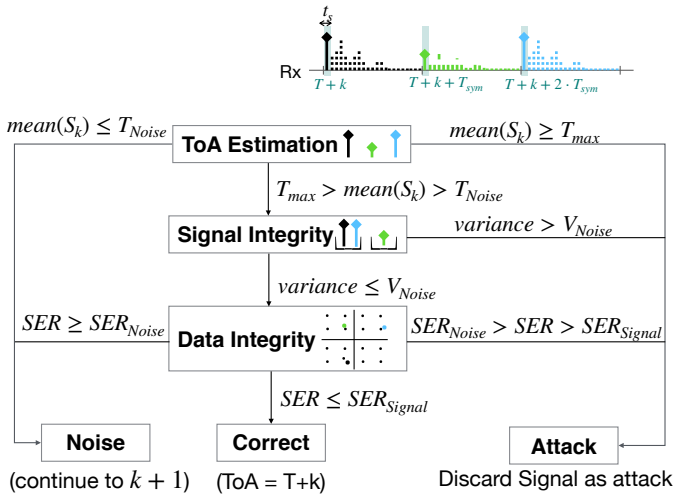 t_s
Rx
T + k
T + k + T_sym
T + k + 2 · T_sym
mean(S_k) ≤ T_Noise
ToA Estimation
mean(S_k) ≥ T_max
T_max > mean(S_k) > T_Noise
Signal Integrity
variance > V_Noise
variance ≤ V_Noise
SER ≥ SER_Noise
Data Integrity
SER_Noise > SER > SER_Signal
SER ≤ SER_Signal
Noise
Correct
Attack
(continue to k + 1)
(ToA = T+k)
Discard Signal as attack